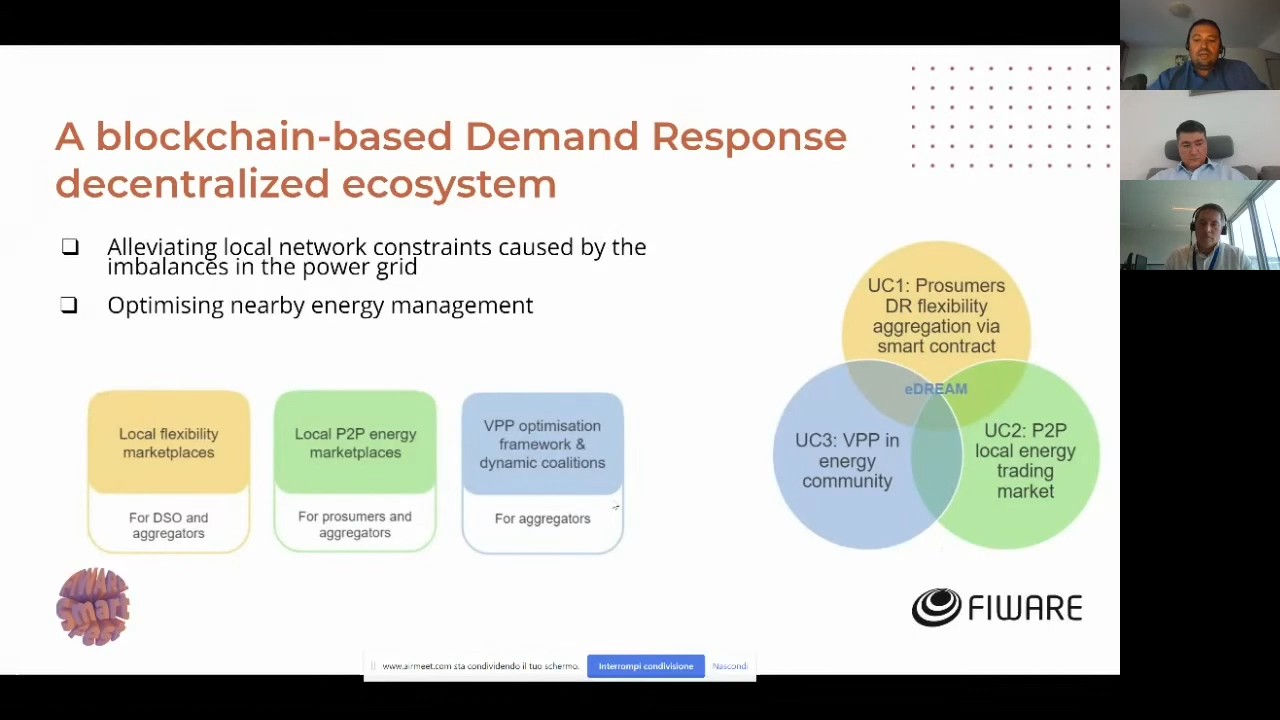 A blockchain-based Demand Response
decentralized ecosystem
❏ Alleviating local network constraints caused by the
imbalances in the power grid
❏ Optimising nearby energy management
Local flexibility
marketplaces
For DSO and
aggregators
Local P2P energy
marketplaces
For prosumers and
aggregators
VPP optimisation
framework &
dynamic coalitions
For aggregators
UC1: Prosumers
DR flexibility
aggregation via
smart contract
eDREAM
UC3: VPP in
energy
community
UC2: P2P
local energy
trading
market
Smart
FIWARE
www.airmeet.com sta condividendo il tuo schermo. Interrompi condivisione Nascondi